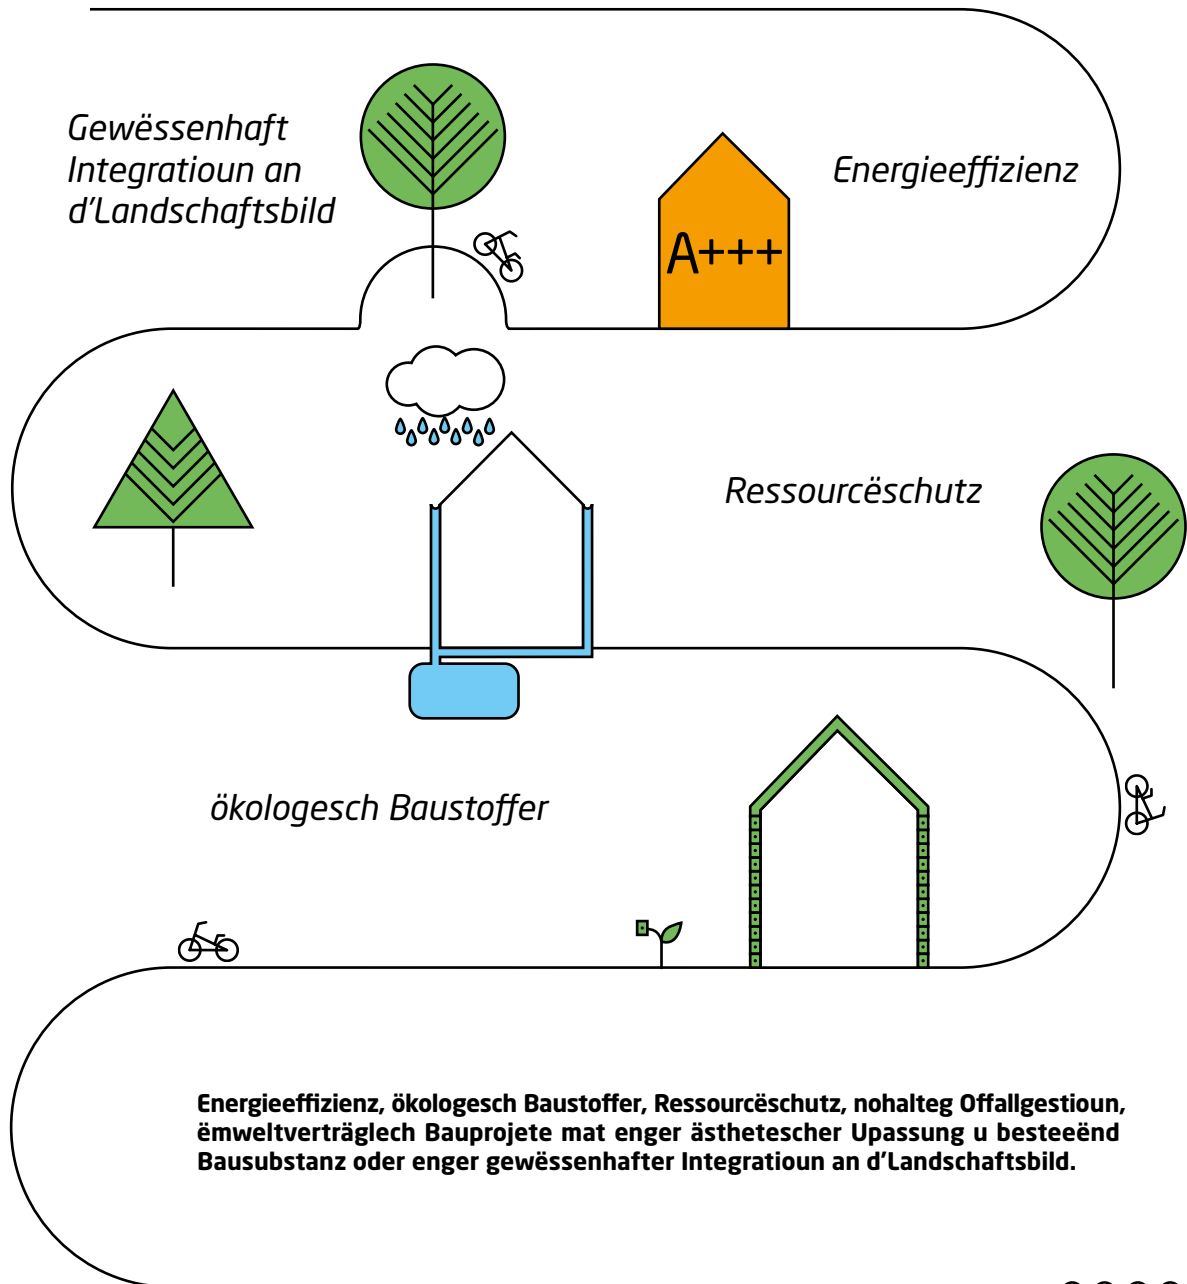 Gewëssenhaft
Integratioun an
d'Landschaftsbild
Energieeffizienz
A+++
Ressourcëschutz
ökologesch Baustoffer
Energieeffizienz, ökologesch Baustoffer, Ressourcëschutz, nohalteg Offallgestioun,
ëmweltverträglech Bauprojete mat enger ästhetescher Upassung u besteeënd
Bausubstanz oder enger gewëssenhafter Integratioun an d'Landschaftsbild.